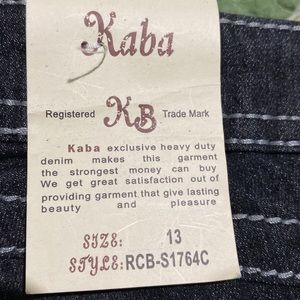 Kaba
Registered KB Trade Mark
Kaba exclusive heavy duty
denim makes this garment
the strongest money can buy
We get great satisfaction out of
providing garment that give lasting
beauty and pleasure
SIZE: 13
STYLE: RCB-S1764C